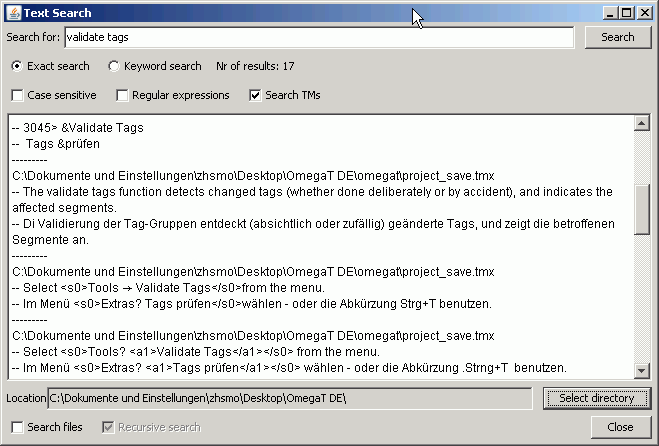 Text Search
Search for: validate tags Search
Exact search Keyword search Nr of results: 17
Case sensitive Regular expressions Search TMs
-- 3045> &Validate Tags
-- Tags &prüfen
---------
C:\Dokumente und Einstellungen\zhsmo\Desktop\OmegaT DE\omegat\project_save.tmx
-- The validate tags function detects changed tags (whether done deliberately or by accident), and indicates the
affected segments.
-- Di Validierung der Tag-Gruppen entdeckt (absichtlich oder zufällig) geänderte Tags, und zeigt die betroffenen
Segmente an.
---------
C:\Dokumente und Einstellungen\zhsmo\Desktop\OmegaT DE\omegat\project_save.tmx
-- Select <s0>Tools → Validate Tags</s0>from the menu.
-- Im Menü <s0>Extras? Tags prüfen</s0>wählen - oder die Abkürzung Strg+T benutzen.
---------
C:\Dokumente und Einstellungen\zhsmo\Desktop\OmegaT DE\omegat\project_save.tmx
-- Select <s0>Tools? <a1>Validate Tags</a1></s0> from the menu.
-- Im Menü <s0>Extras? <a1>Tags prüfen</a1></s0> wählen - oder die Abkürzung .Strng+T benutzen.
Location C:\Dokumente und Einstellungen\zhsmo\Desktop\OmegaT DE\ Select directory
Search files Recursive search Close